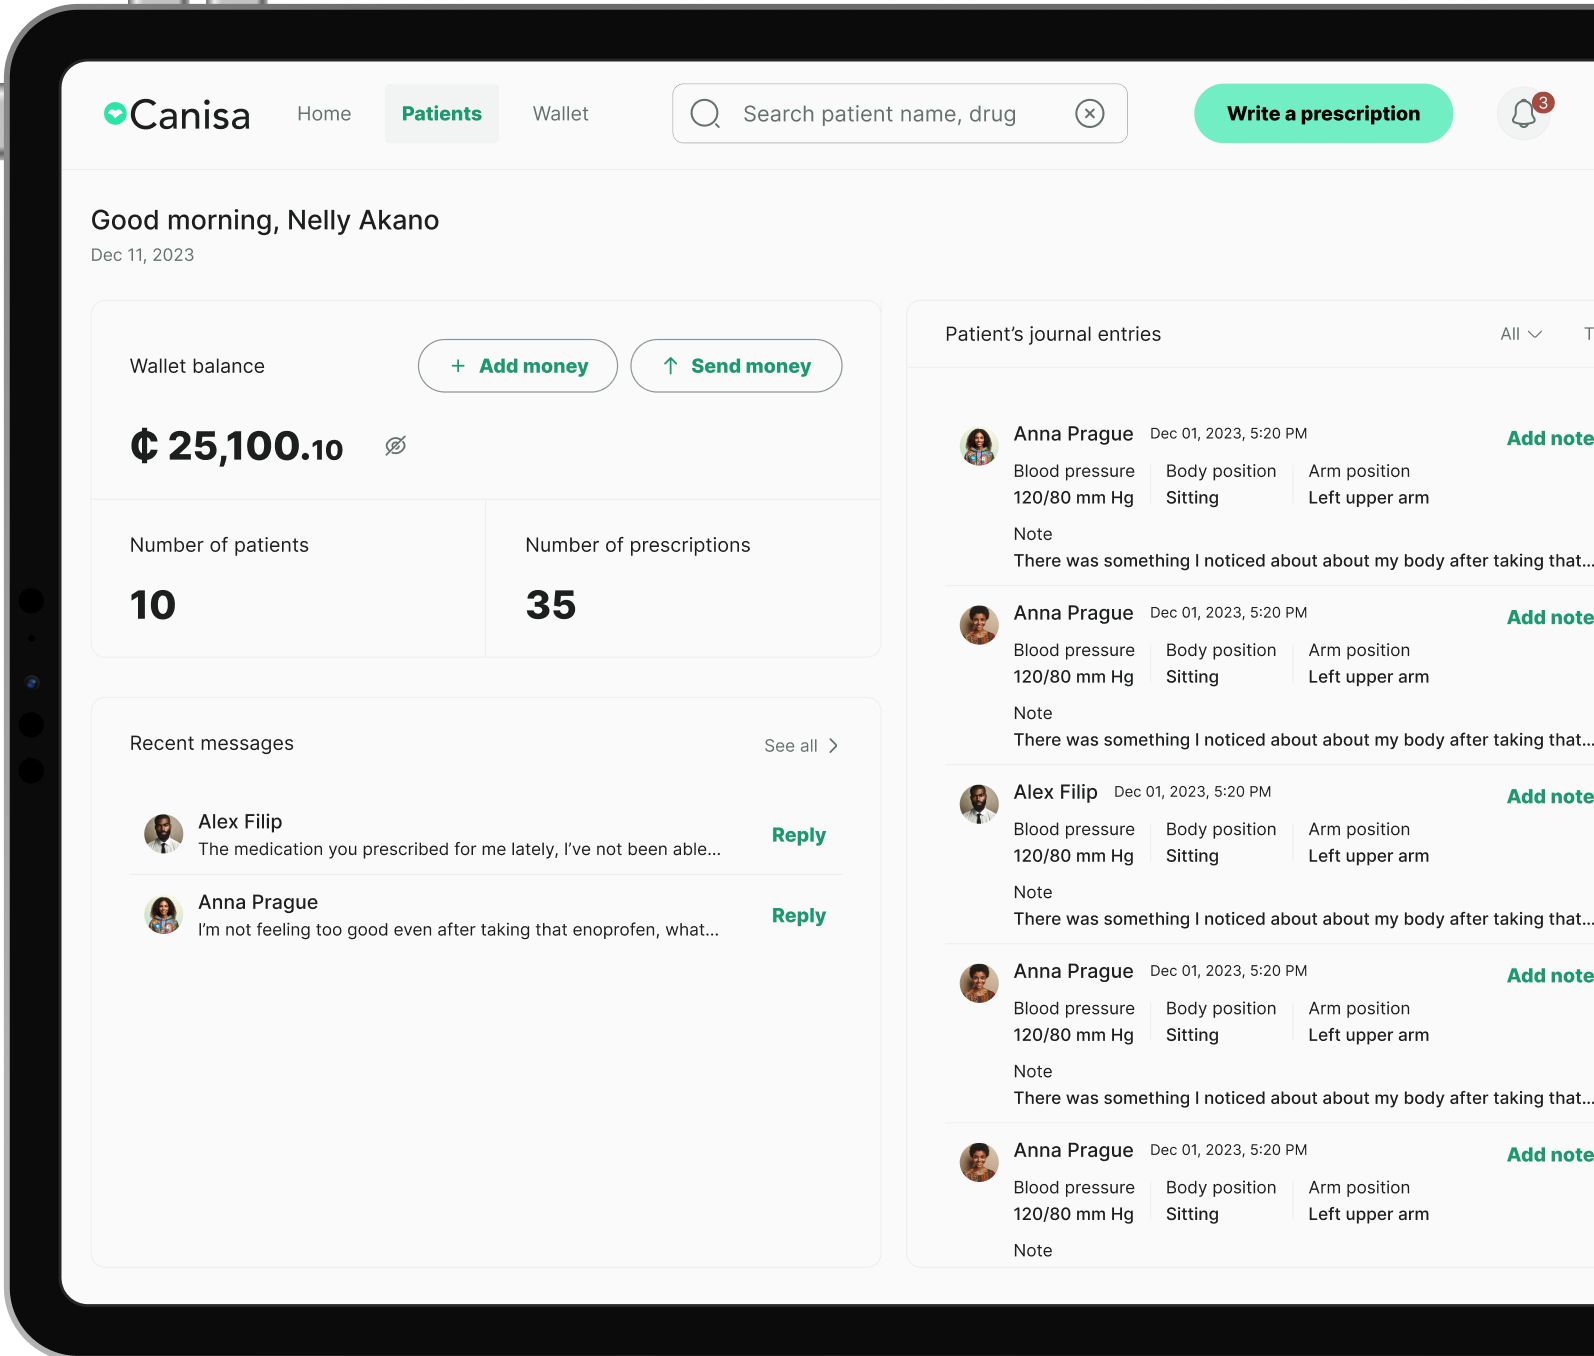 Canisa
Home
Patients
Wallet
Search patient name, drug
Write a prescription
3
Good morning, Nelly Akano
Dec 11, 2023
Wallet balance
+ Add money
↑ Send money
₵ 25,100.10
Number of patients
10
Number of prescriptions
35
Recent messages
See all
Alex Filip
The medication you prescribed for me lately, I've not been able...
Reply
Anna Prague
I'm not feeling too good even after taking that enoprofen, what...
Reply
Patient's journal entries
All
T
Anna Prague Dec 01, 2023, 5:20 PM
Add note
Blood pressure Body position Arm position
120/80 mm Hg Sitting Left upper arm
Note
There was something I noticed about about my body after taking that...
Anna Prague Dec 01, 2023, 5:20 PM
Add note
Blood pressure Body position Arm position
120/80 mm Hg Sitting Left upper arm
Note
There was something I noticed about about my body after taking that...
Alex Filip Dec 01, 2023, 5:20 PM
Add note
Blood pressure Body position Arm position
120/80 mm Hg Sitting Left upper arm
Note
There was something I noticed about about my body after taking that...
Anna Prague Dec 01, 2023, 5:20 PM
Add note
Blood pressure Body position Arm position
120/80 mm Hg Sitting Left upper arm
Note
There was something I noticed about about my body after taking that...
Anna Prague Dec 01, 2023, 5:20 PM
Add note
Blood pressure Body position Arm position
120/80 mm Hg Sitting Left upper arm
Note